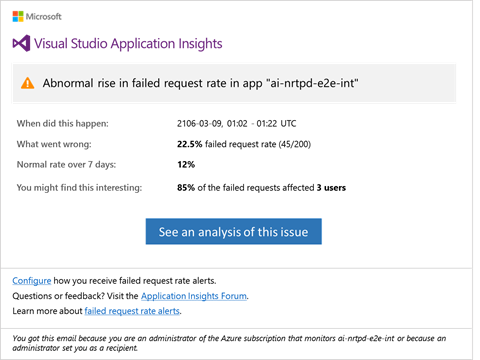 Microsoft
Visual Studio Application Insights
Abnormal rise in failed request rate in app "ai-nrtpd-e2e-int"
When did this happen: 2106-03-09, 01:02 - 01:22 UTC
What went wrong: 22.5% failed request rate (45/200)
Normal rate over 7 days: 12%
You might find this interesting: 85% of the failed requests affected 3 users
See an analysis of this issue
Configure how you receive failed request rate alerts.
Questions or feedback? Visit the Application Insights Forum.
Learn more about failed request rate alerts.
You got this email because you are an administrator of the Azure subscription that monitors ai-nrtpd-e2e-int or because an
administrator set you as a recipient.